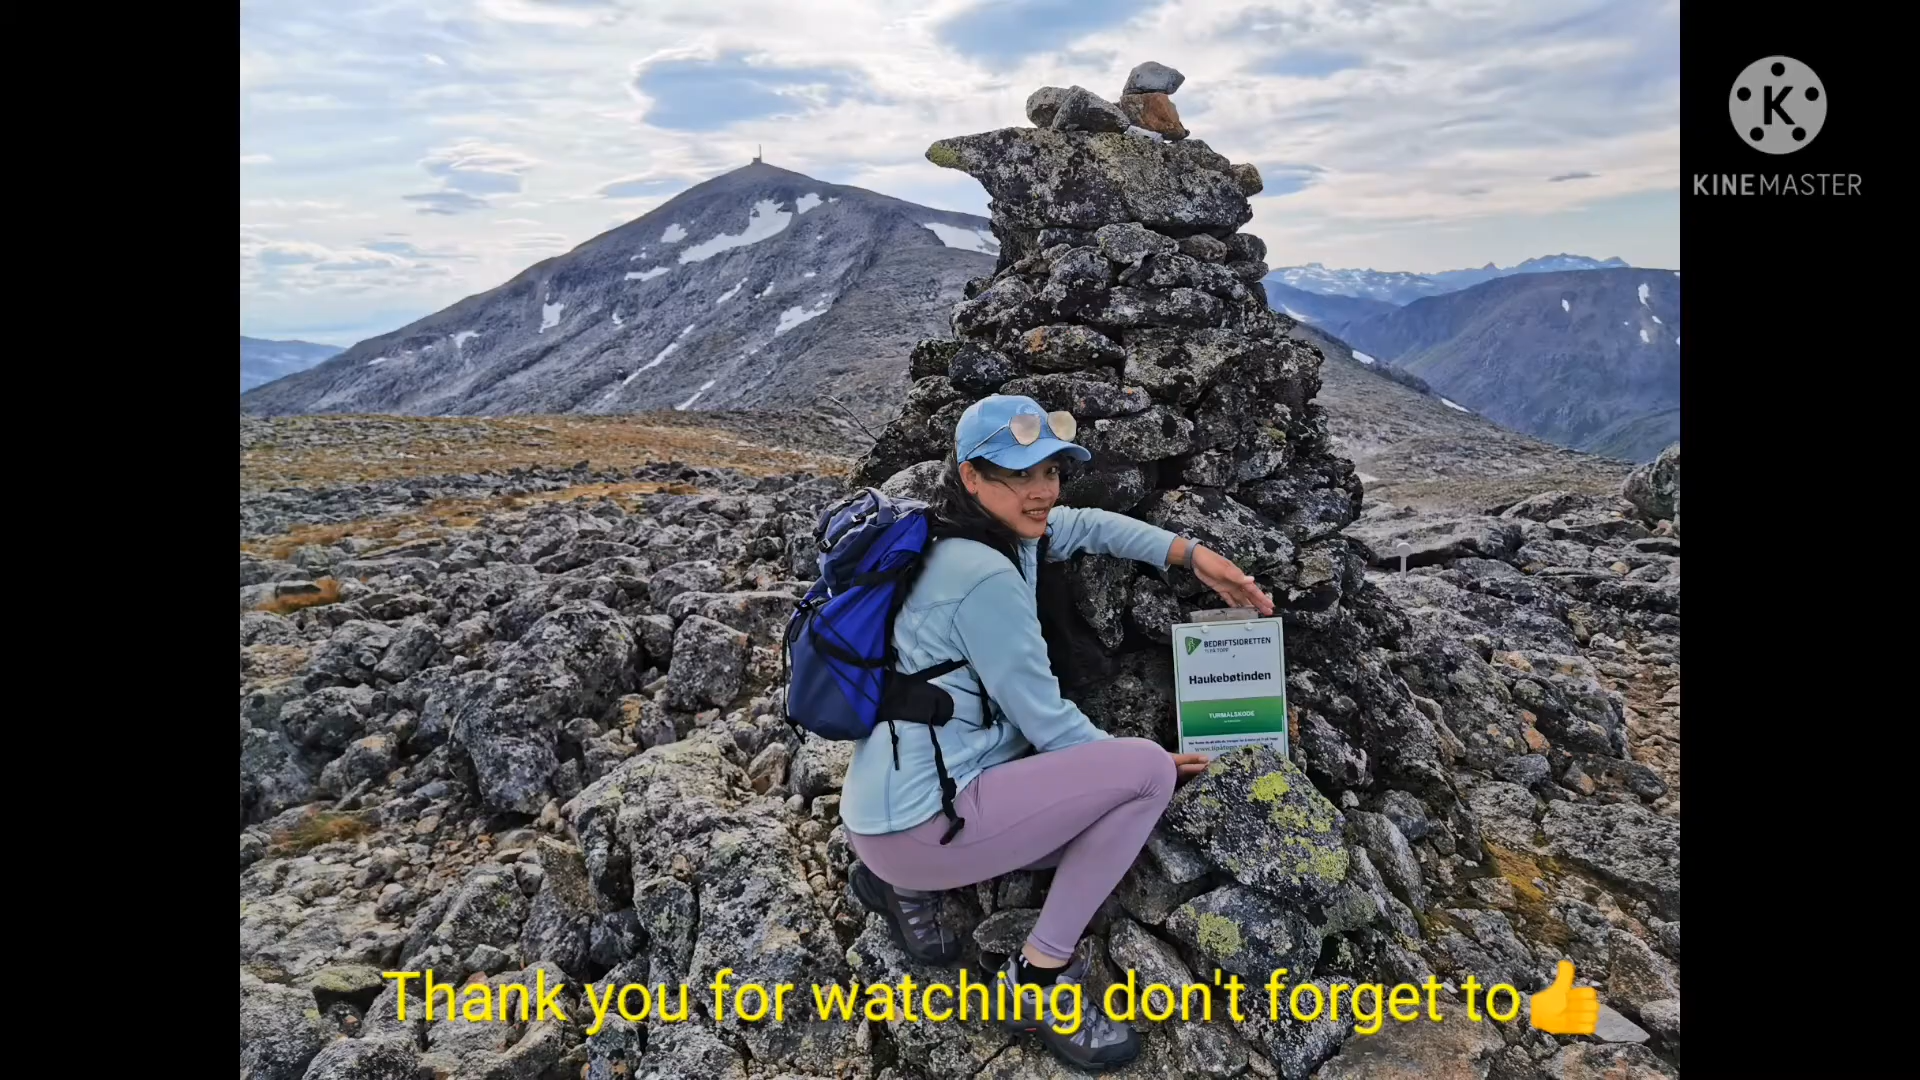 K
KINEMASTER
BEDRIFTSIDRETTEN
Haukebøtinden
TURMÅLSKODE
Thank you for watching don't forget to👍